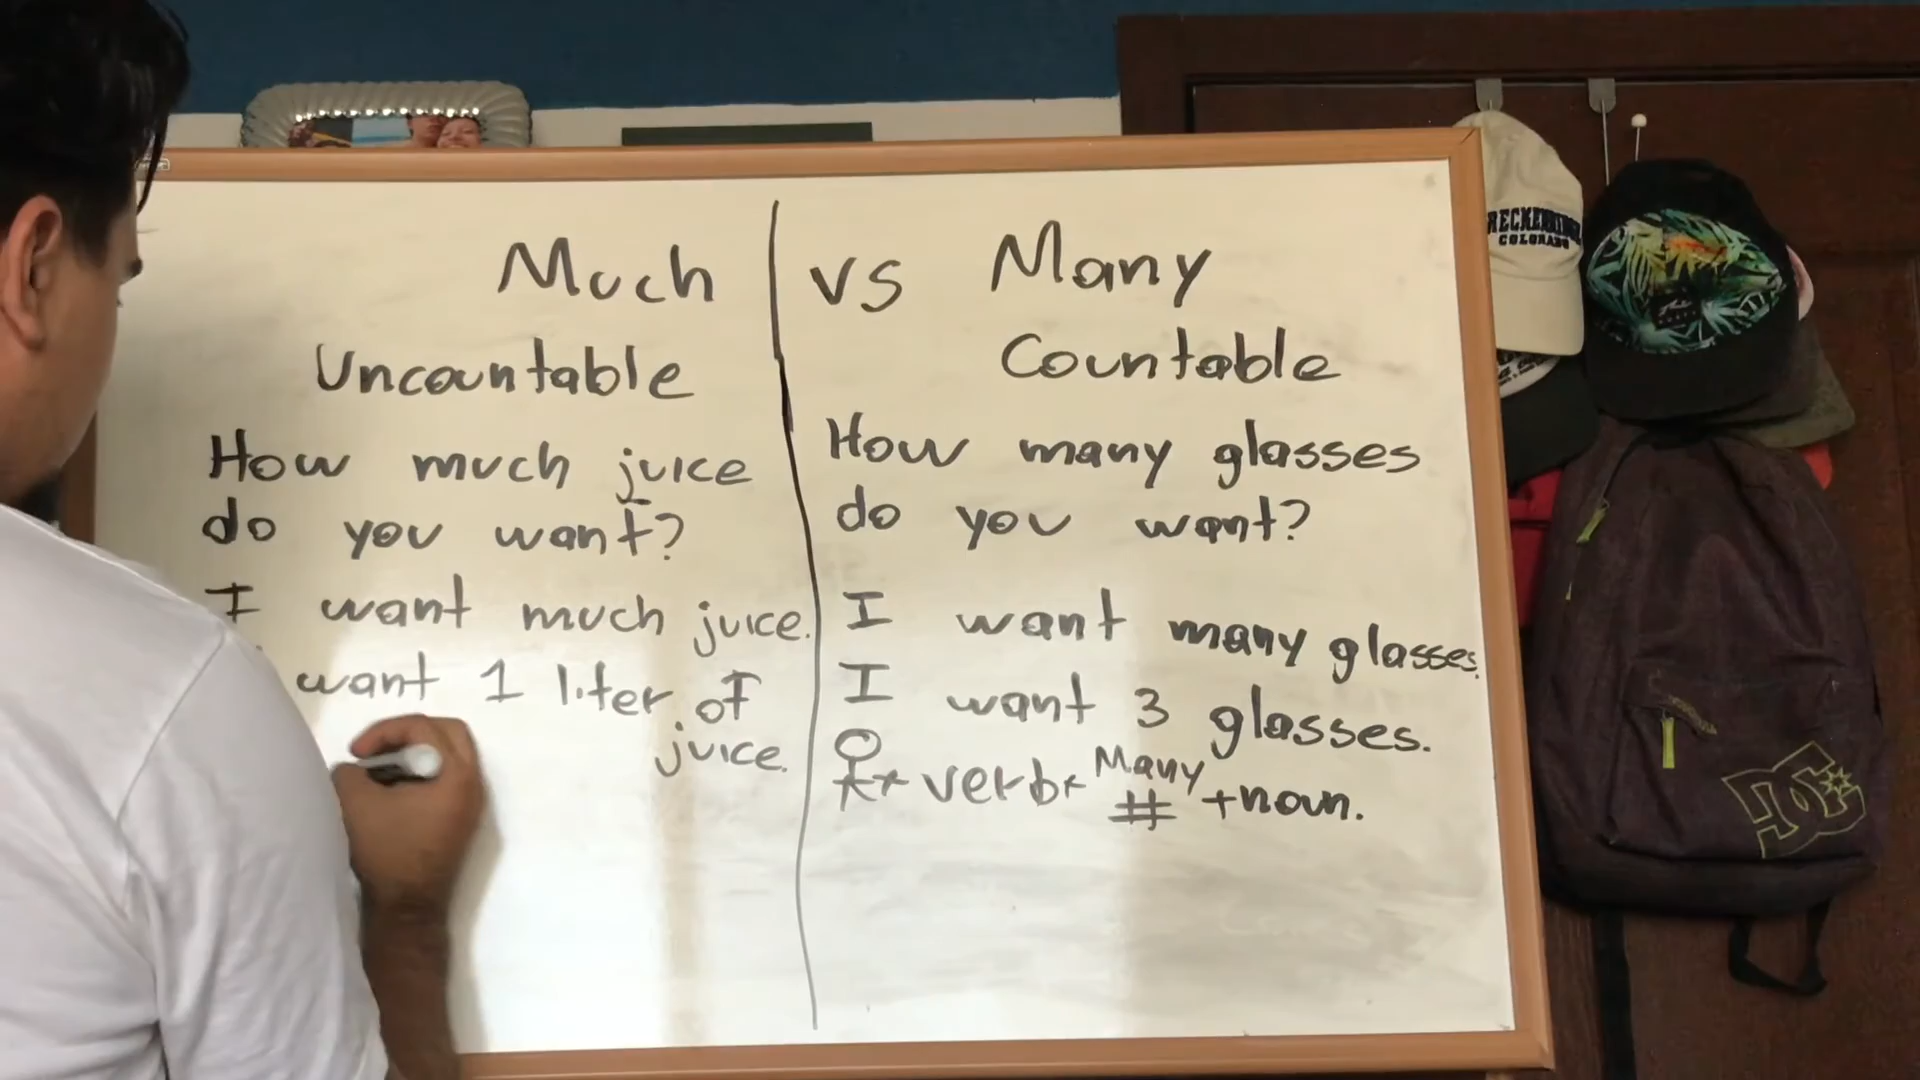 Much vs Many
Uncountable
How much juice
do you want?
I want much juice.
want 1 liter of
juice.
Countable
How many glasses
do you want?
I want many glasses.
I want 3 glasses.
+ verb + Many # + noun.
COLORADO
DC